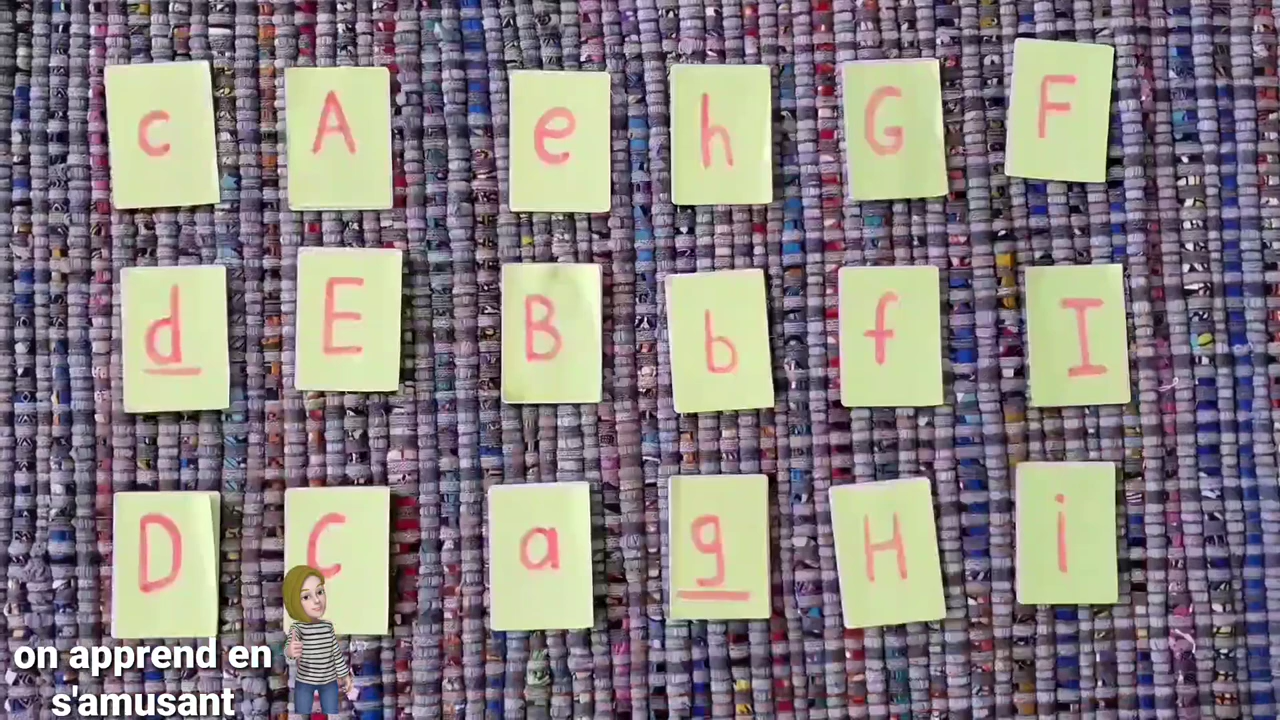 c A e h G F
d E B b f I
D C a g H i
on apprend en
s'amusant